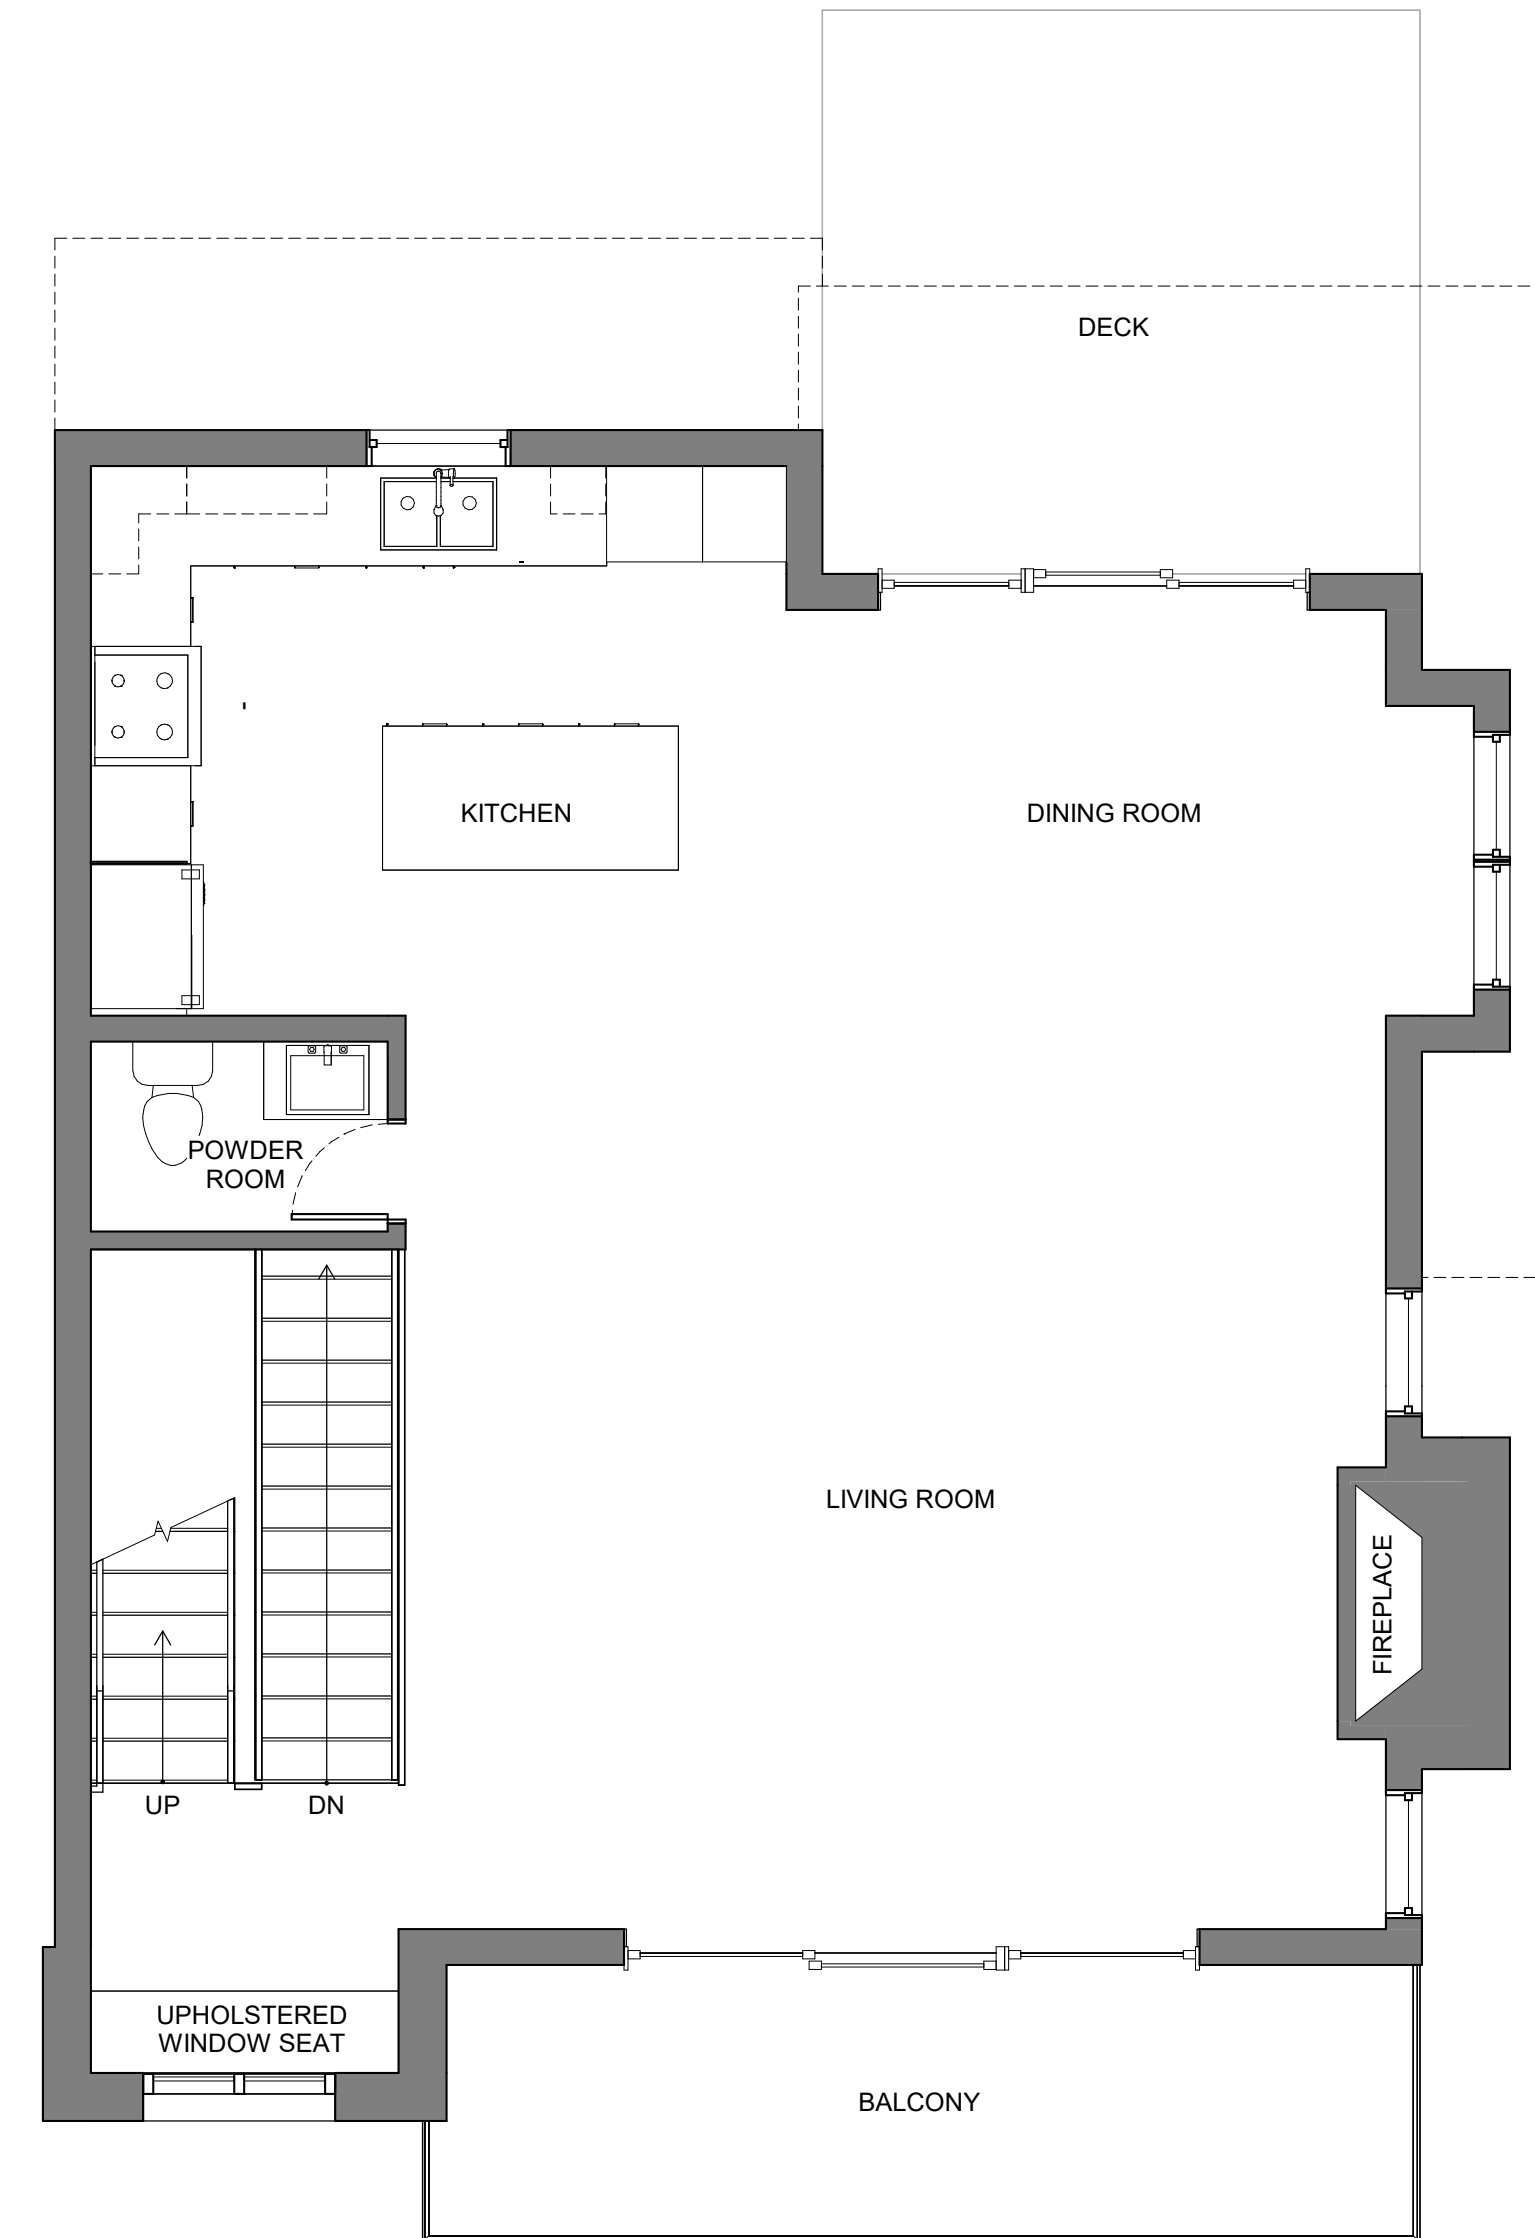 DECK
KITCHEN
DINING ROOM
POWDER
ROOM
LIVING ROOM
FIREPLACE
UP
DN
UPHOLSTERED
WINDOW SEAT
BALCONY